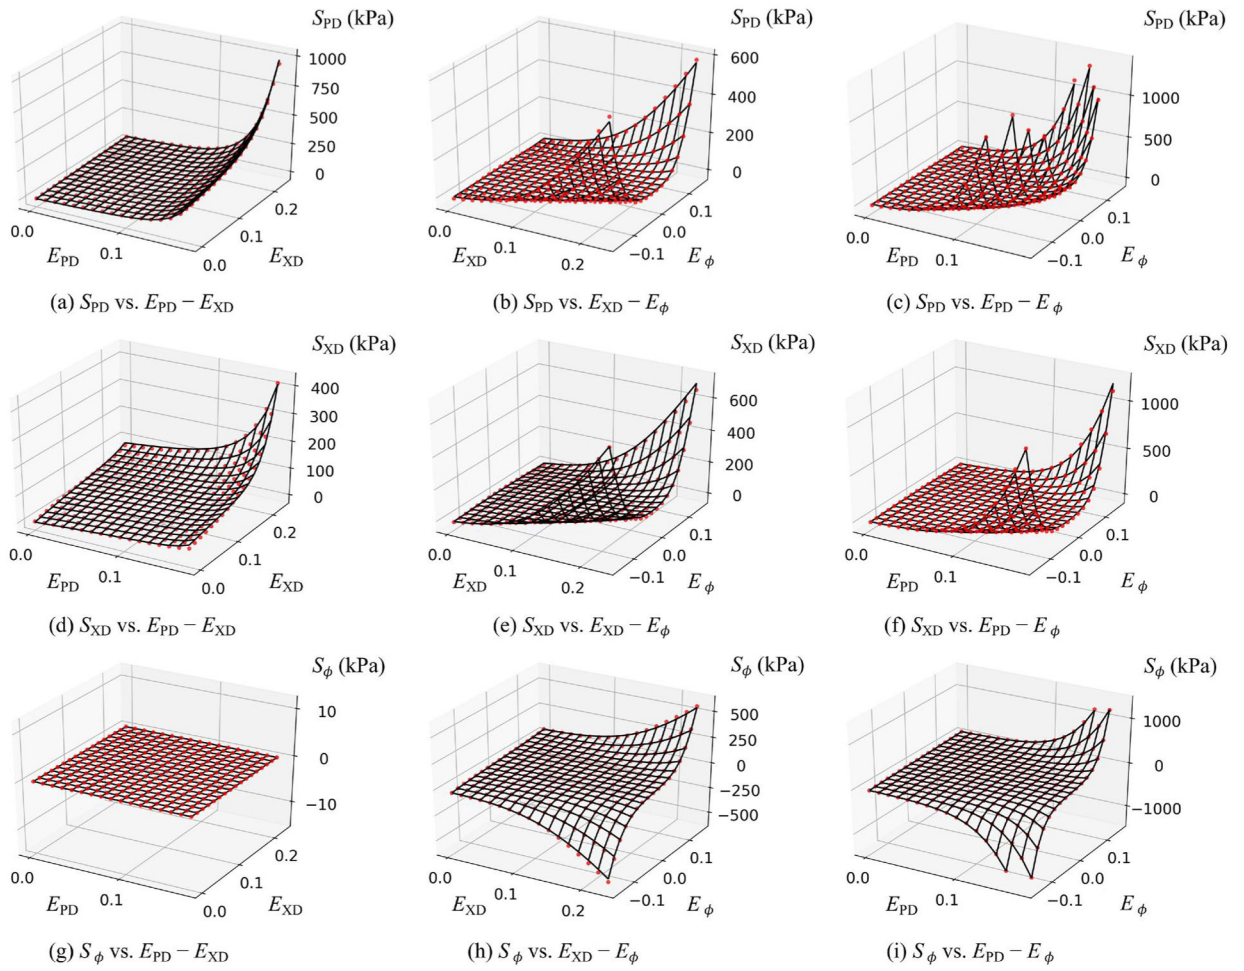 S_PD (kPa)
1000
750
500
250
0
0.0
0.1
E_PD
0.0
0.1
0.2
E_XD
(a) S_PD vs. E_PD − E_XD
S_PD (kPa)
600
400
200
0
0.0
0.1
0.2
E_XD
−0.1
0.0
0.1
E_ϕ
(b) S_PD vs. E_XD − E_ϕ
S_PD (kPa)
1000
500
0
0.0
0.1
E_PD
−0.1
0.0
0.1
E_ϕ
(c) S_PD vs. E_PD − E_ϕ
S_XD (kPa)
400
300
200
100
0
0.0
0.1
E_PD
0.0
0.1
0.2
E_XD
(d) S_XD vs. E_PD − E_XD
S_XD (kPa)
600
400
200
0
0.0
0.1
0.2
E_XD
−0.1
0.0
0.1
E_ϕ
(e) S_XD vs. E_XD − E_ϕ
S_XD (kPa)
1000
500
0
0.0
0.1
E_PD
−0.1
0.0
0.1
E_ϕ
(f) S_XD vs. E_PD − E_ϕ
S_ϕ (kPa)
10
0
−10
0.0
0.1
E_PD
0.0
0.1
0.2
E_XD
(g) S_ϕ vs. E_PD − E_XD
S_ϕ (kPa)
500
250
0
−250
−500
0.0
0.1
0.2
E_XD
−0.1
0.0
0.1
E_ϕ
(h) S_ϕ vs. E_XD − E_ϕ
S_ϕ (kPa)
1000
0
−1000
0.0
0.1
E_PD
−0.1
0.0
0.1
E_ϕ
(i) S_ϕ vs. E_PD − E_ϕ